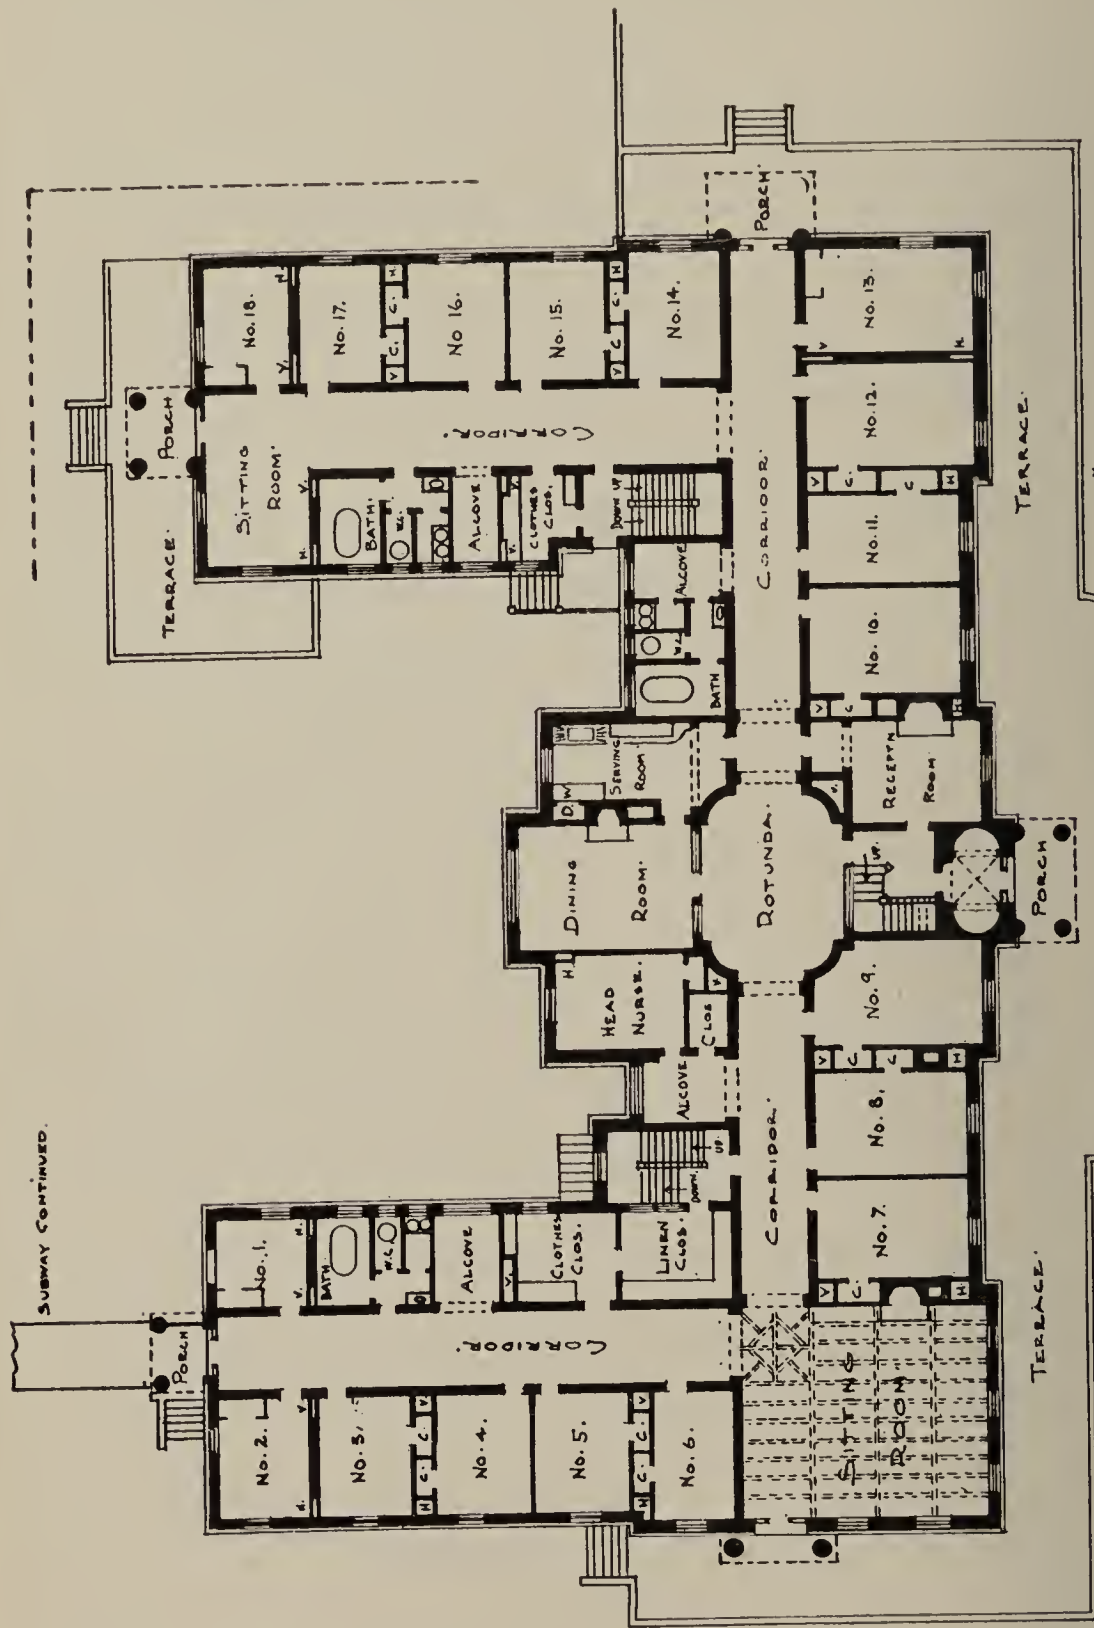 SUBWAY CONTINUED.
PORCH
No. 1.
H.
V.
BATH
W.C.
ALCOVE
V.
CLOTHES
CLOS.
LINEN
CLOS.
CORRIDOR.
No. 2.
V.
H.
No. 3.
V
C.
C.
H
No. 4.
No. 5.
V
C.
C.
H
No. 6.
SITTING
ROOM
DOWN.
UP.
ALCOVE
HEAD
NURSE.
H.
CLOS
V.
CORRIDOR.
No. 7.
V
C.
H.
No. 8.
No. 9.
V
C.
C
H
DINING
ROOM.
D.W.
SERVING
ROOM.
ROTUNDA.
V.
UP.
RECEPTN
ROOM.
PORCH
BATH
W.C.
ALCOVE
CORRIDOR.
No. 10.
V
C
H.
No. 11.
V
C.
C
H
No. 12.
No. 13.
V
H.
PORCH.
TERRACE.
TERRACE.
TERRACE.
PORCH
SITTING
ROOM.
H.
V.
BATH.
W.C.
ALCOVE
V.
CLOTHES
CLOS.
DOWN UP
CORRIDOR.
No. 18.
H.
V.
No. 17.
V
C.
C.
H.
No 16.
No. 15.
V
C
C.
H
No. 14.